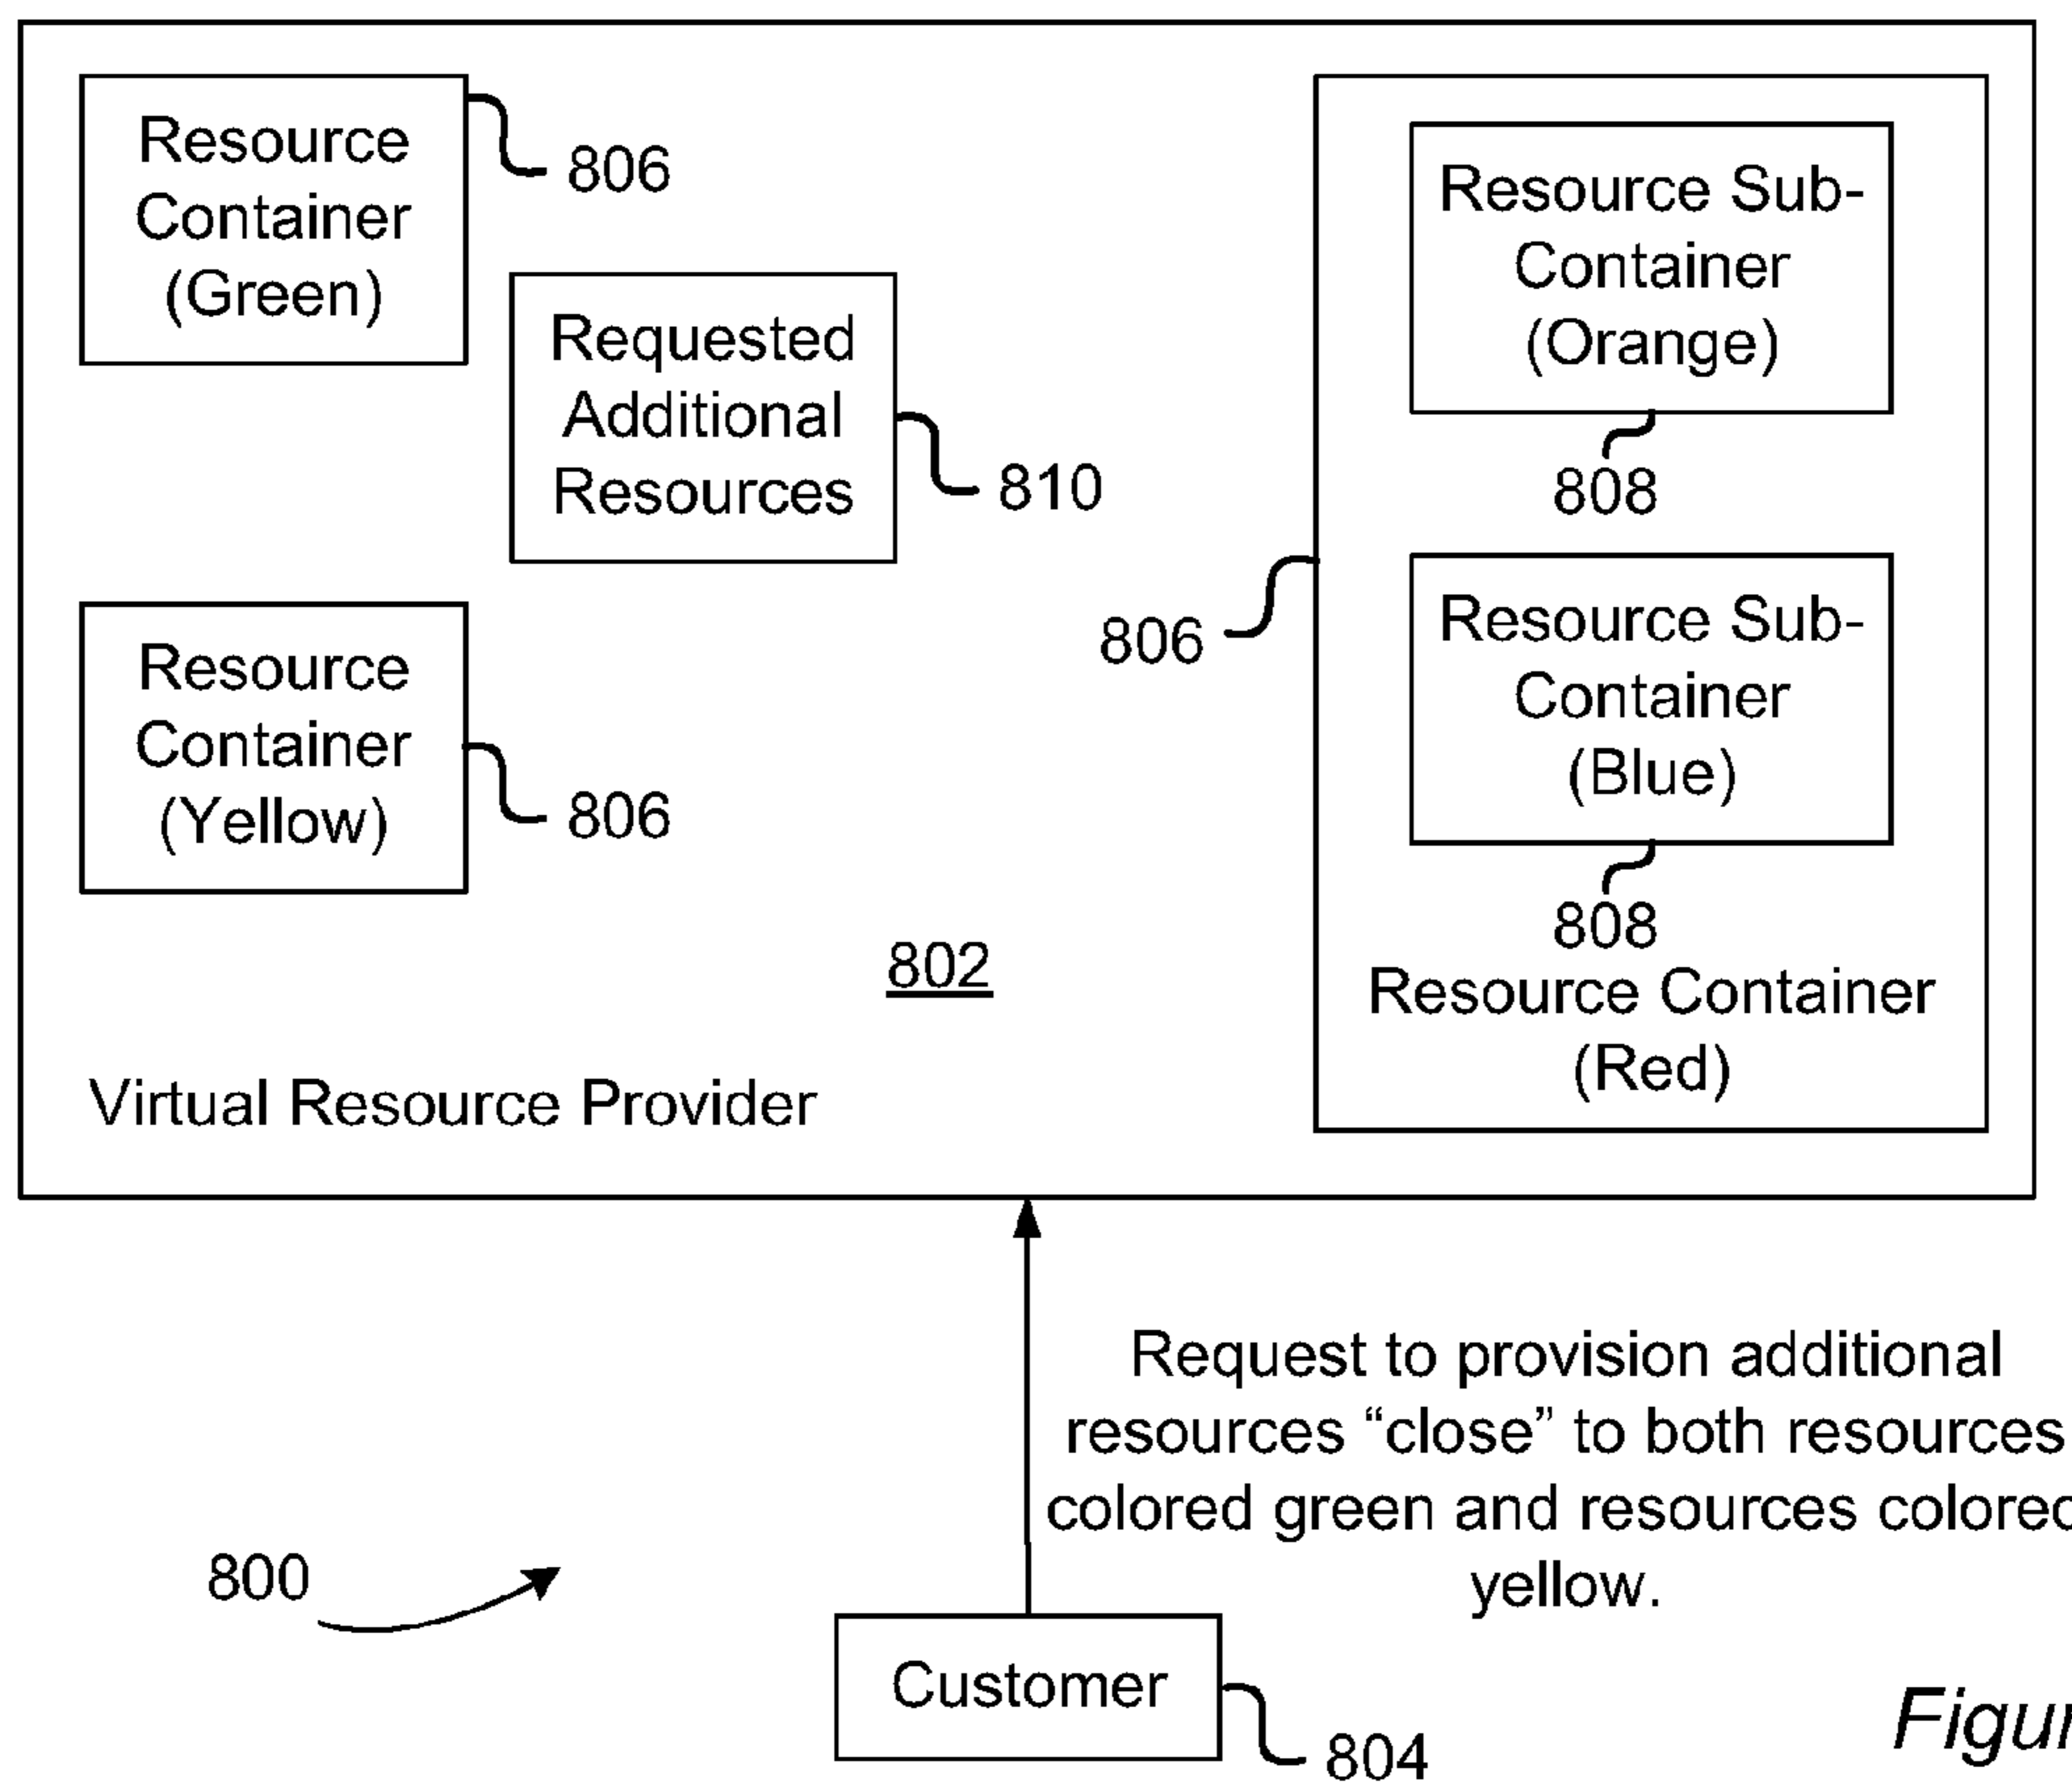 Resource
Container
(Green)
806
Requested
Additional
Resources
810
Resource
Container
(Yellow)
806
802
Virtual Resource Provider
806
Resource Sub-
Container
(Orange)
808
Resource Sub-
Container
(Blue)
808
Resource Container
(Red)
Request to provision additional
resources “close” to both resources
colored green and resources colored
yellow.
800
Customer
804